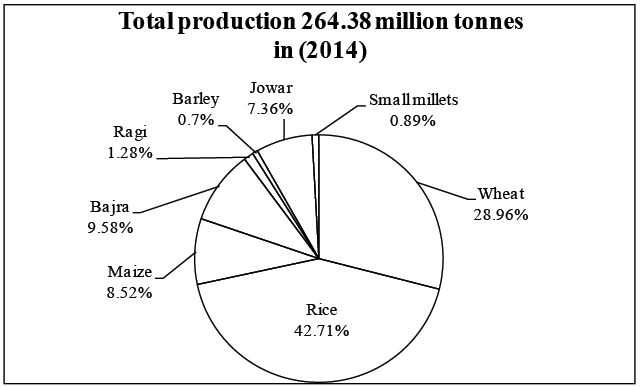 Total production 264.38 million tonnes
in (2014)
Small millets
0.89%
Wheat
28.96%
Rice
42.71%
Maize
8.52%
Bajra
9.58%
Ragi
1.28%
Barley
0.7%
Jowar
7.36%